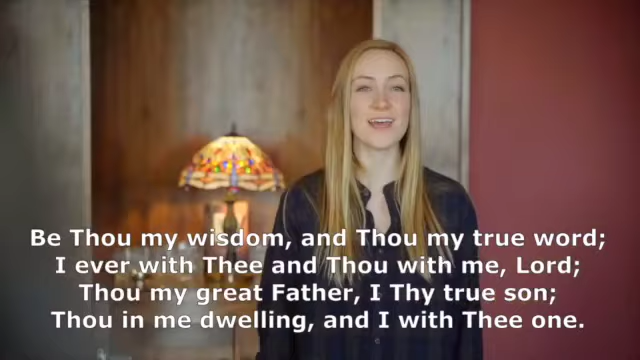 Be Thou my wisdom, and Thou my true word;
I ever with Thee and Thou with me, Lord;
Thou my great Father, I Thy true son;
Thou in me dwelling, and I with Thee one.